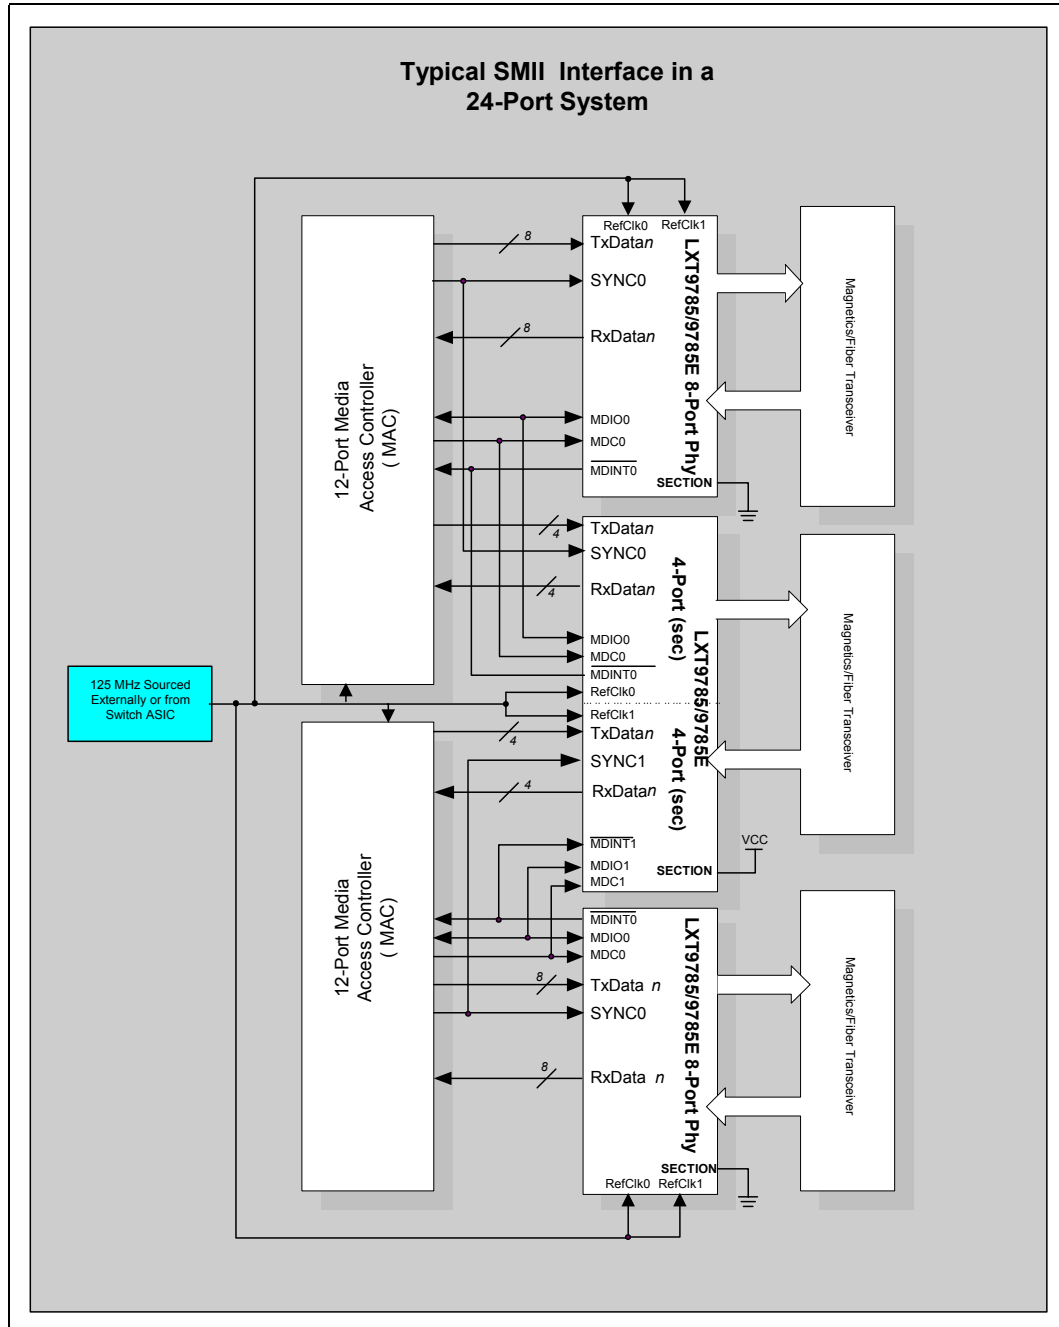 Typical SMII Interface in a
24-Port System
RefClk0 RefClk1
TxDatan
8
SYNC0
RxDatan
8
MDIO0
MDC0
MDINT0
SECTION
LXT9785/9785E 8-Port Phy
Magnetics/Fiber Transceiver
12-Port Media
Access Controller
( MAC)
TxDatan
4
SYNC0
RxDatan
4
MDIO0
MDC0
MDINT0
RefClk0
4-Port (sec)
LXT9785/9785E
Magnetics/Fiber Transceiver
125 MHz Sourced
Externally or from
Switch ASIC
RefClk1
TxDatan
4
SYNC1
RxDatan
4
4-Port (sec)
MDINT1
MDIO1
MDC1
SECTION
VCC
12-Port Media
Access Controller
( MAC)
MDINT0
MDIO0
MDC0
TxData n
8
SYNC0
RxData n
8
LXT9785/9785E 8-Port Phy
SECTION
RefClk0 RefClk1
Magnetics/Fiber Transceiver